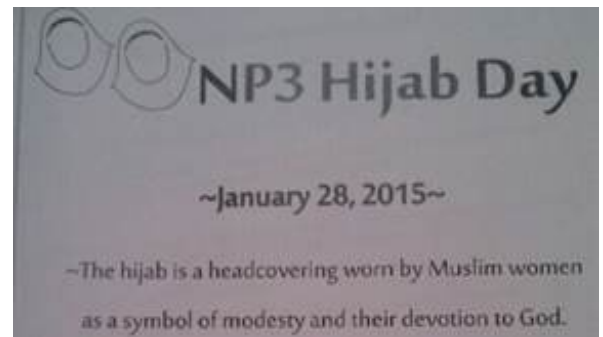 NP3 Hijab Day
~January 28, 2015~
~The hijab is a headcovering worn by Muslim women
as a symbol of modesty and their devotion to God.